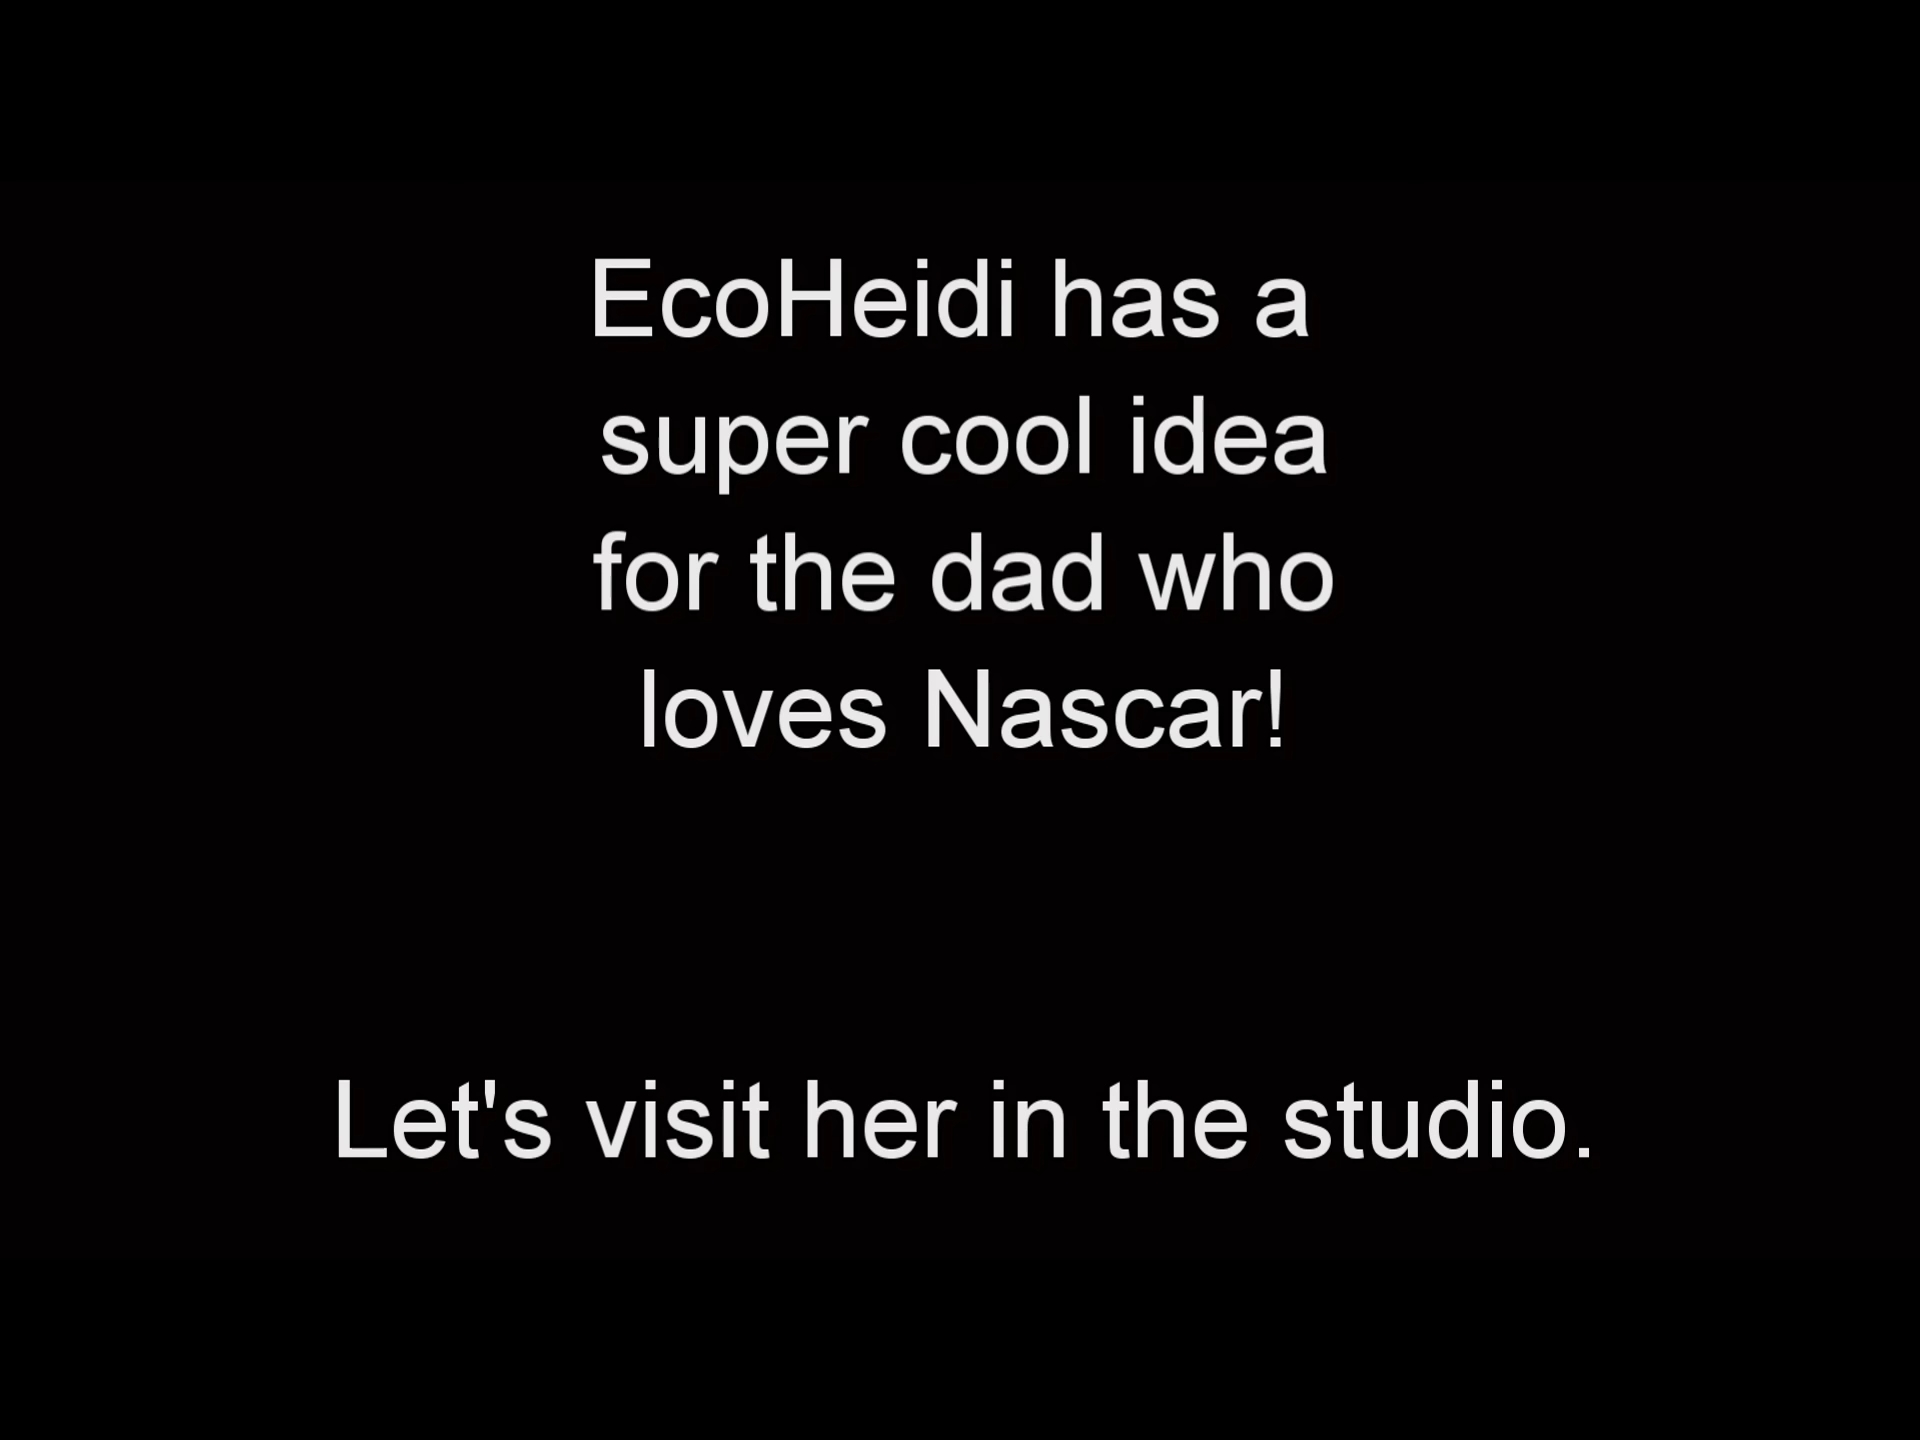 EcoHeidi has a
super cool idea
for the dad who
loves Nascar!
Let's visit her in the studio.